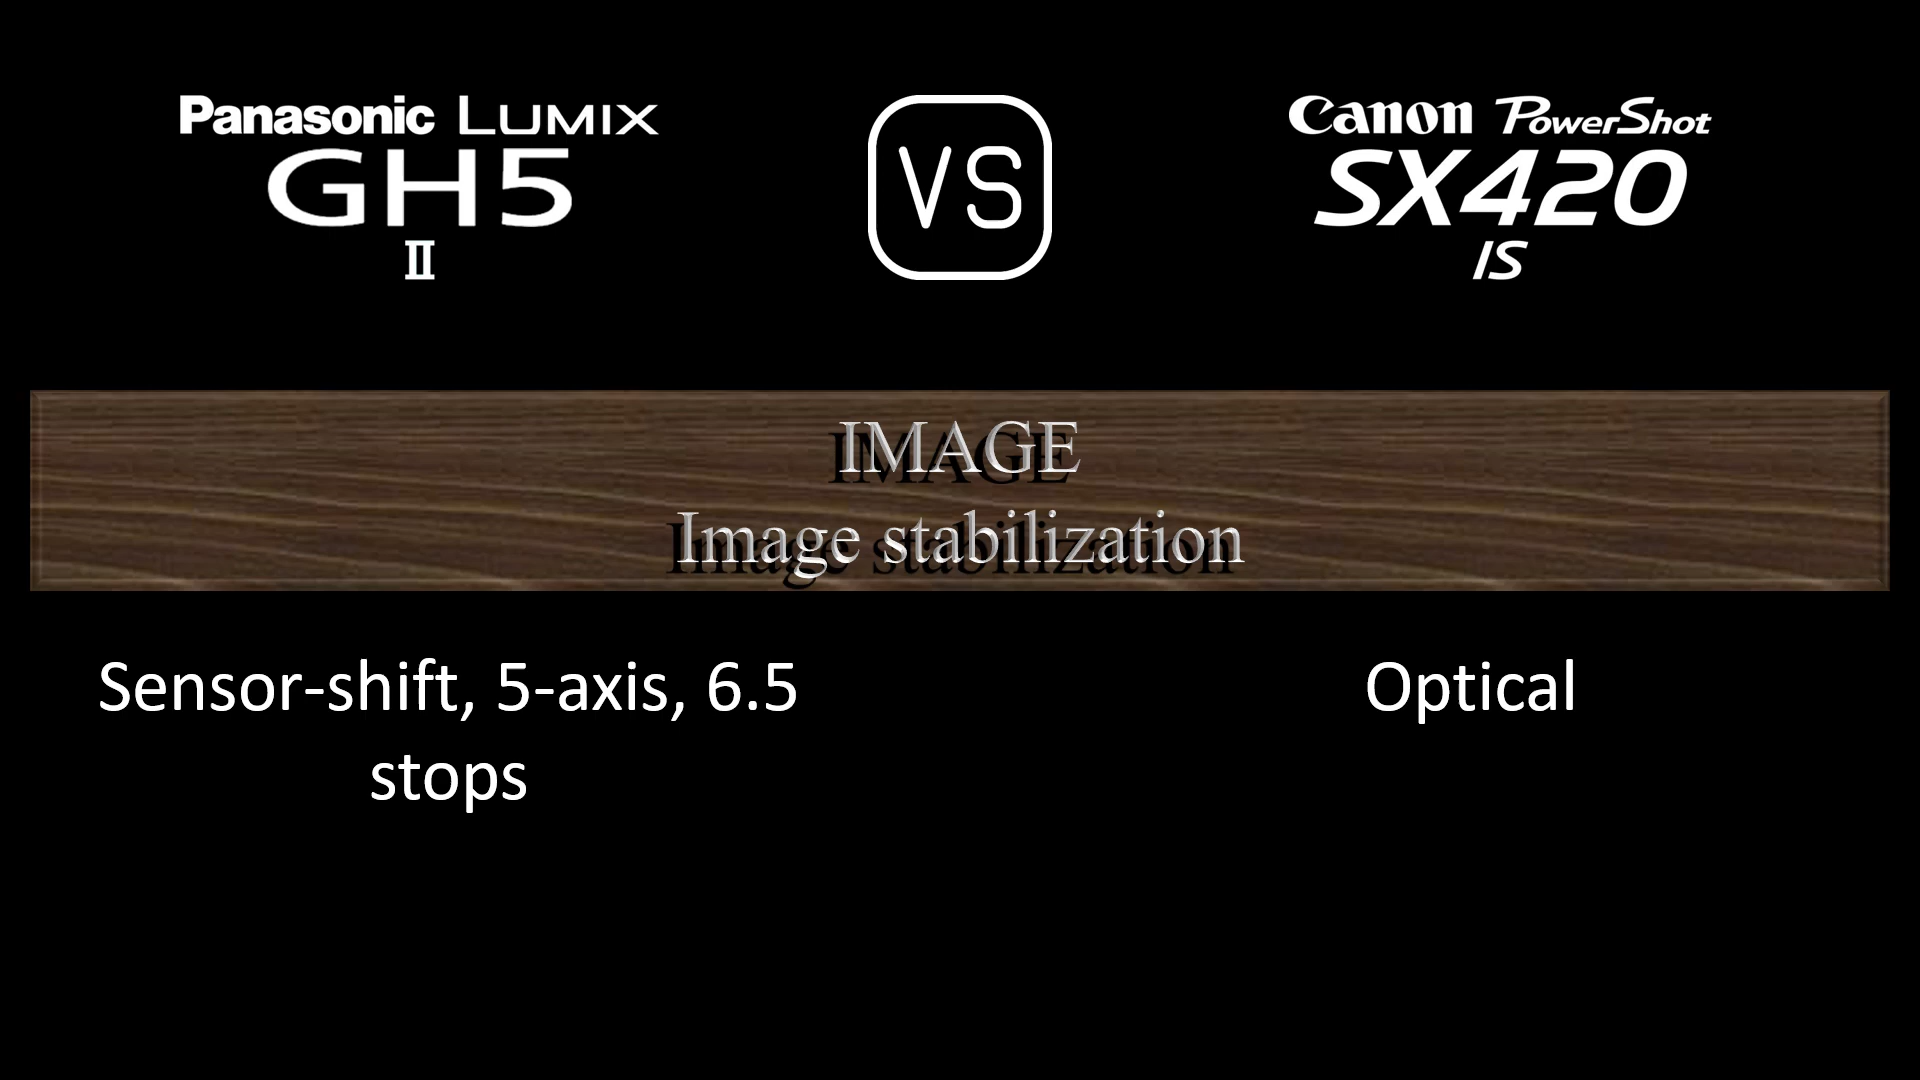 Panasonic LUMIX
GH5
II
VS
Canon PowerShot
SX420
IS
IMAGE
Image stabilization
Sensor-shift, 5-axis, 6.5
stops
Optical